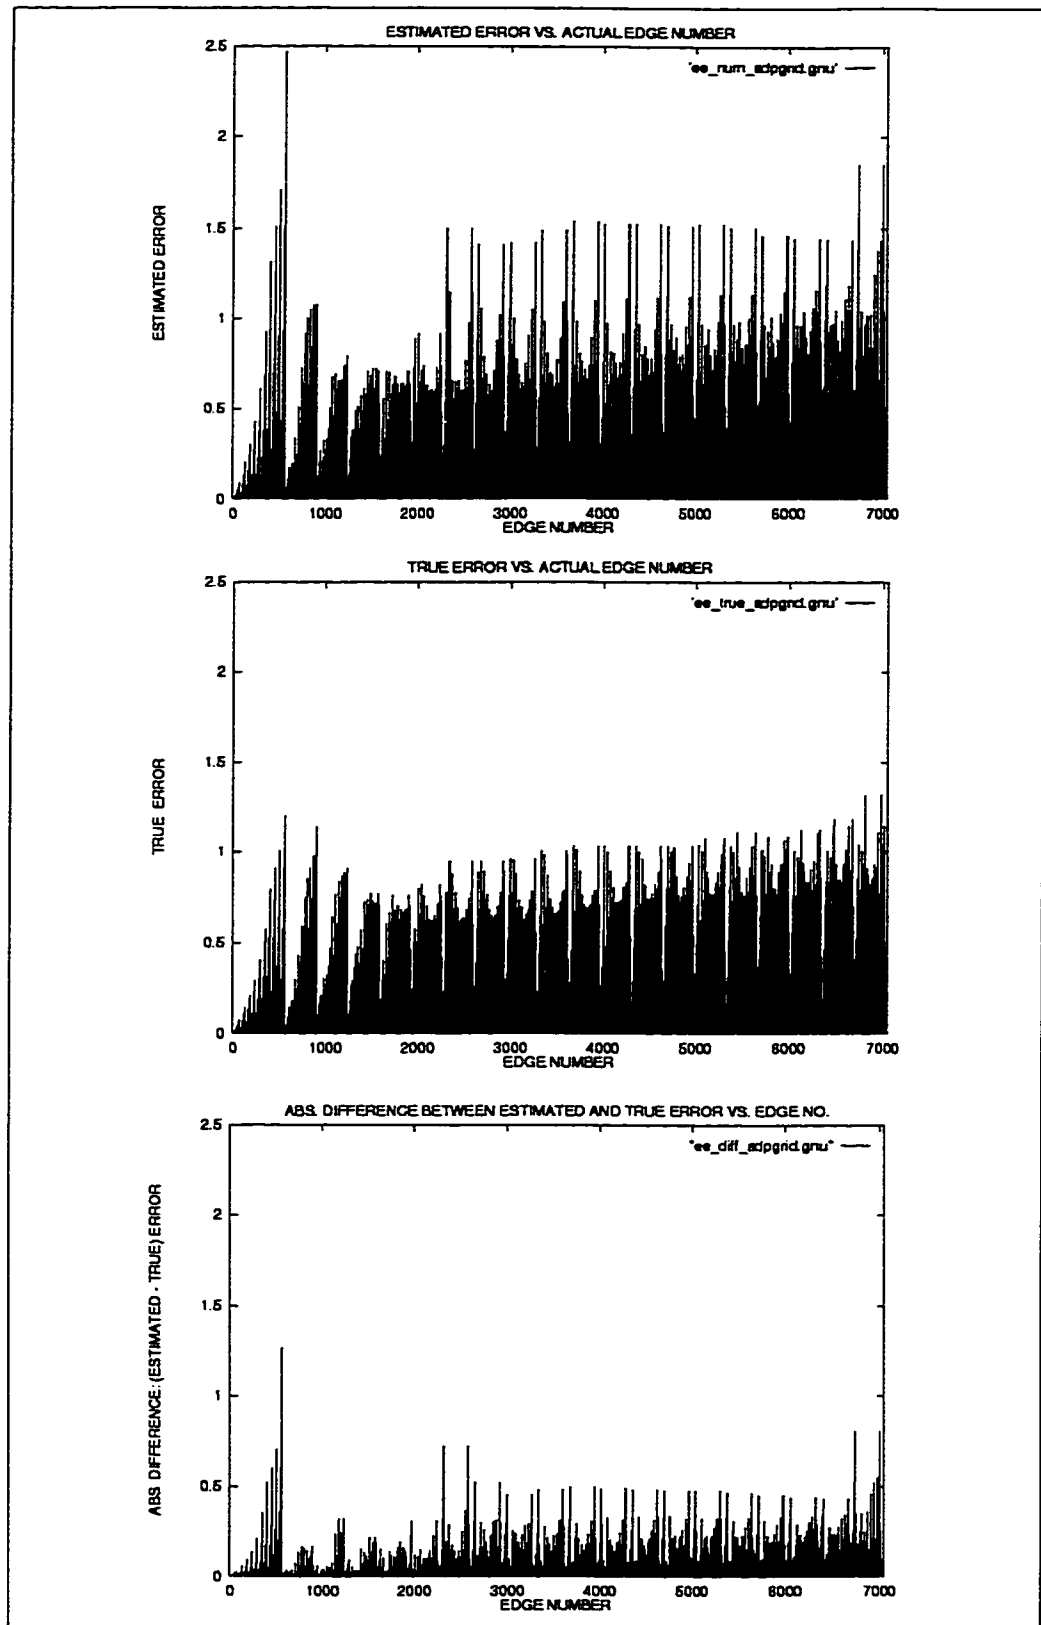 ESTIMATED ERROR VS. ACTUAL EDGE NUMBER
2.5
'ee_num_adpgrid.gnu'
2
1.5
1
0.5
0
ESTIMATED ERROR
0 1000 2000 3000 4000 5000 6000 7000
EDGE NUMBER
TRUE ERROR VS. ACTUAL EDGE NUMBER
2.5
'ee_true_adpgrid.gnu'
2
1.5
1
0.5
0
TRUE ERROR
0 1000 2000 3000 4000 5000 6000 7000
EDGE NUMBER
ABS. DIFFERENCE BETWEEN ESTIMATED AND TRUE ERROR VS. EDGE NO.
2.5
"ee_diff_adpgrid.gnu"
2
1.5
1
0.5
0
ABS DIFFERENCE: (ESTIMATED - TRUE) ERROR
0 1000 2000 3000 4000 5000 6000 7000
EDGE NUMBER